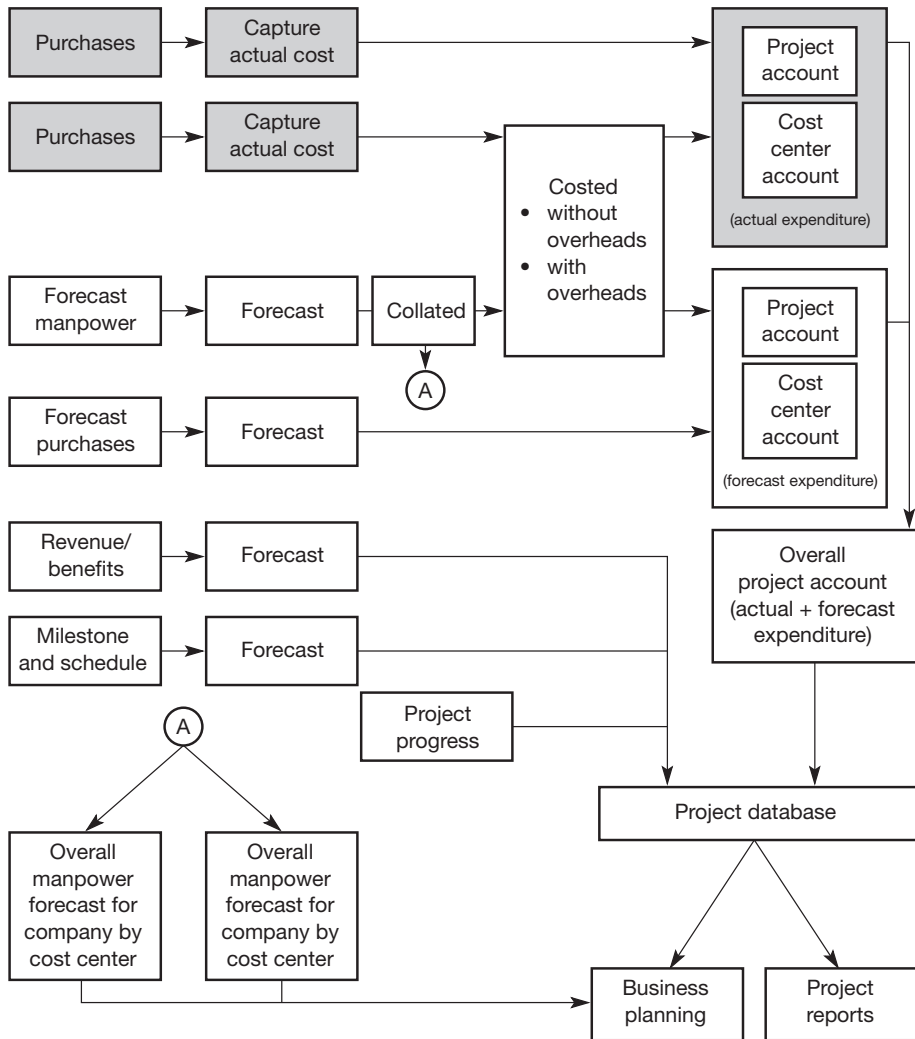 Purchases
Capture
actual cost
Project
account
Purchases
Capture
actual cost
Cost
center
account
(actual expenditure)
Costed
• without
overheads
• with
overheads
Forecast
manpower
Forecast
Collated
A
Project
account
Cost
center
account
(forecast expenditure)
Forecast
purchases
Forecast
Revenue/
benefits
Forecast
Overall
project account
(actual + forecast
expenditure)
Milestone
and schedule
Forecast
Project
progress
A
Project database
Overall
manpower
forecast for
company by
cost center
Overall
manpower
forecast for
company by
cost center
Business
planning
Project
reports